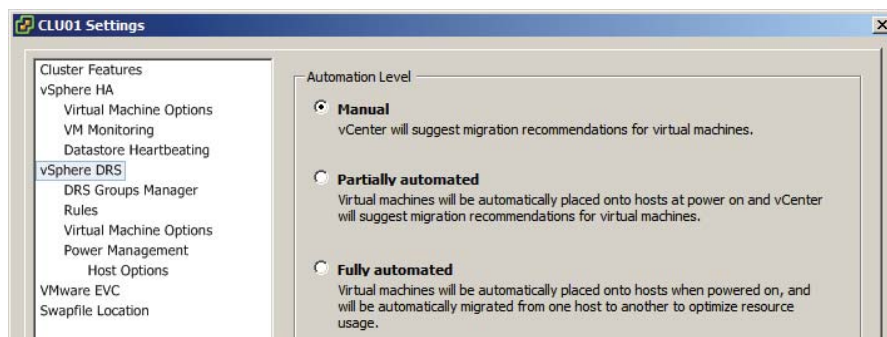 CLU01 Settings
Cluster Features
vSphere HA
Virtual Machine Options
VM Monitoring
Datastore Heartbeating
vSphere DRS
DRS Groups Manager
Rules
Virtual Machine Options
Power Management
Host Options
VMware EVC
Swapfile Location
Automation Level
Manual
vCenter will suggest migration recommendations for virtual machines.
Partially automated
Virtual machines will be automatically placed onto hosts at power on and vCenter
will suggest migration recommendations for virtual machines.
Fully automated
Virtual machines will be automatically placed onto hosts when powered on, and
will be automatically migrated from one host to another to optimize resource
usage.